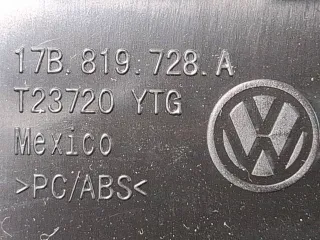 17B.819.728.A
T23720 YTG
Mexico
>PC/ABS<